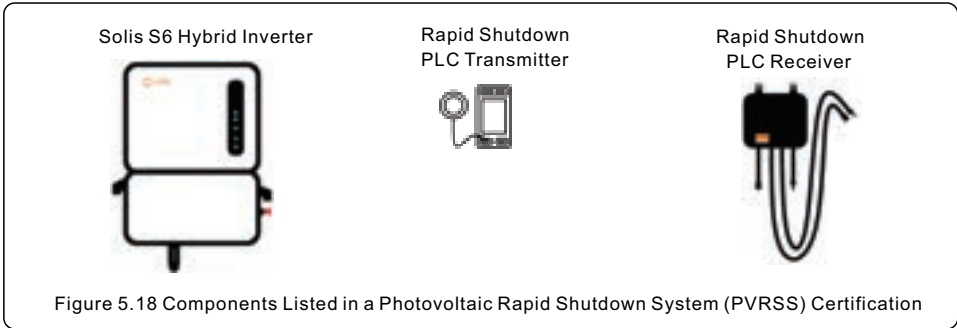 Solis S6 Hybrid Inverter
Rapid Shutdown
PLC Transmitter
Rapid Shutdown
PLC Receiver
Figure 5.18 Components Listed in a Photovoltaic Rapid Shutdown System (PVRSS) Certification